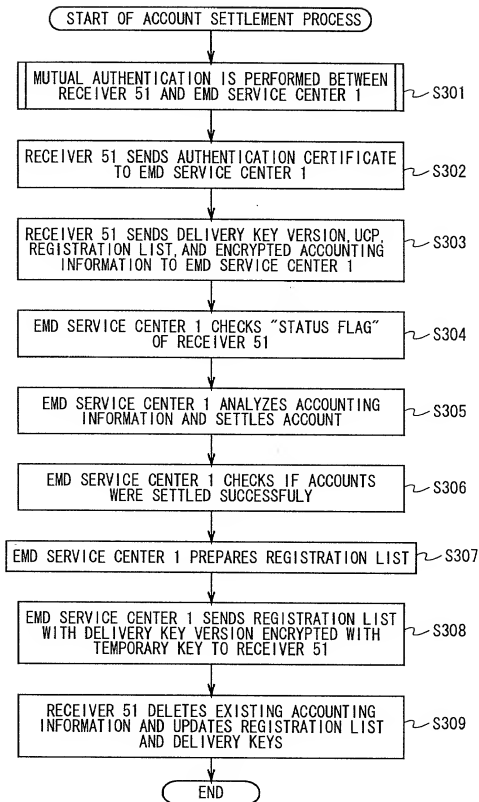 START OF ACCOUNT SETTLEMENT PROCESS
MUTUAL AUTHENTICATION IS PERFORMED BETWEEN
RECEIVER 51 AND EMD SERVICE CENTER 1
S301
RECEIVER 51 SENDS AUTHENTICATION CERTIFICATE
TO EMD SERVICE CENTER 1
S302
RECEIVER 51 SENDS DELIVERY KEY VERSION, UCP,
REGISTRATION LIST, AND ENCRYPTED ACCOUNTING
INFORMATION TO EMD SERVICE CENTER 1
S303
EMD SERVICE CENTER 1 CHECKS "STATUS FLAG"
OF RECEIVER 51
S304
EMD SERVICE CENTER 1 ANALYZES ACCOUNTING
INFORMATION AND SETTLES ACCOUNT
S305
EMD SERVICE CENTER 1 CHECKS IF ACCOUNTS
WERE SETTLED SUCCESSFULY
S306
EMD SERVICE CENTER 1 PREPARES REGISTRATION LIST
S307
EMD SERVICE CENTER 1 SENDS REGISTRATION LIST
WITH DELIVERY KEY VERSION ENCRYPTED WITH
TEMPORARY KEY TO RECEIVER 51
S308
RECEIVER 51 DELETES EXISTING ACCOUNTING
INFORMATION AND UPDATES REGISTRATION LIST
AND DELIVERY KEYS
S309
END